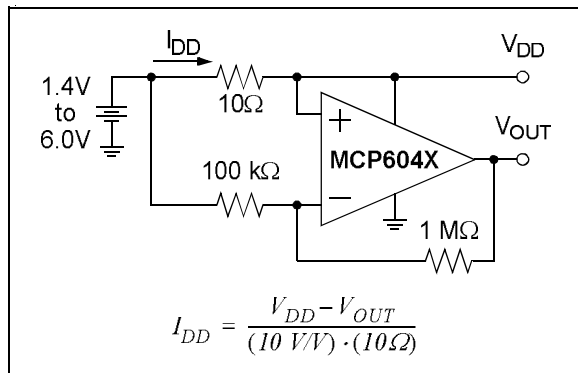 I_DD
V_DD
1.4V
to
6.0V
10Ω
+
MCP604X
V_OUT
100 kΩ
−
1 MΩ
I_DD = (V_DD − V_OUT) / ((10 V/V) · (10Ω))